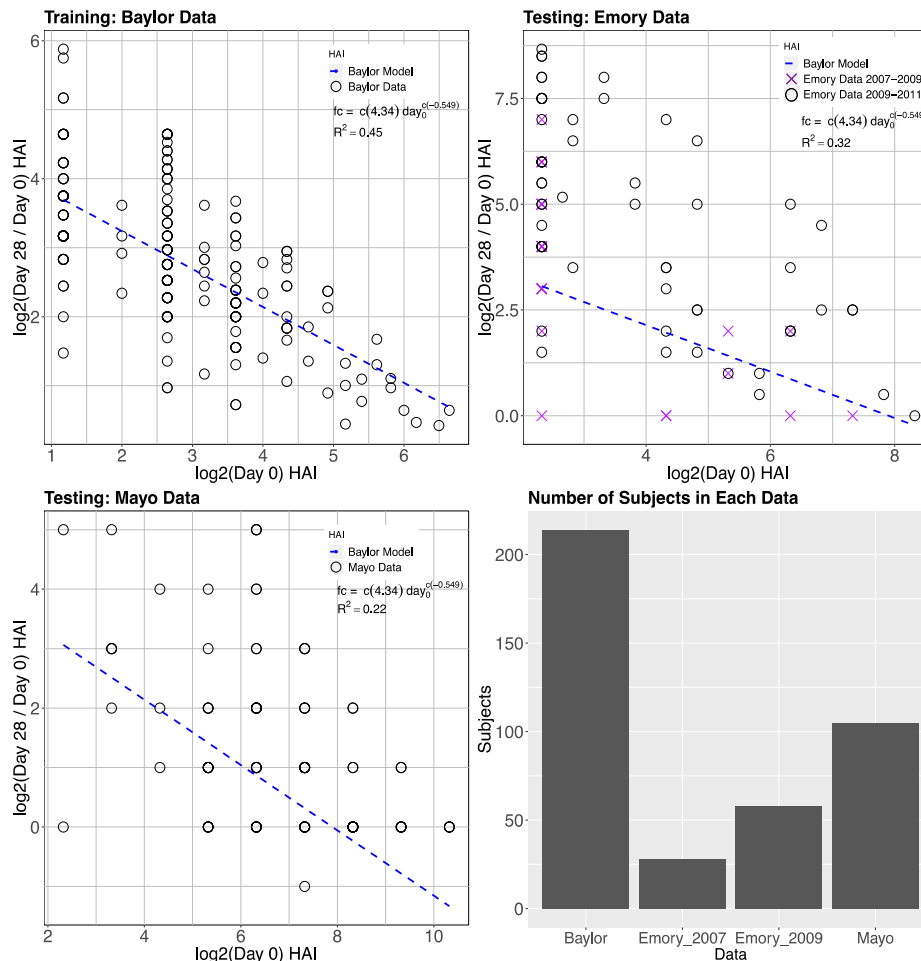 Training: Baylor Data
6
4
2
log2(Day 28 / Day 0) HAI
HAI
Baylor Model
Baylor Data
fc = c(4.34) day_0^c(−0.549)
R² = 0.45
1 2 3 4 5 6
log2(Day 0) HAI
Testing: Emory Data
7.5
5.0
2.5
0.0
log2(Day 28 / Day 0) HAI
HAI
Baylor Model
Emory Data 2007−2009
Emory Data 2009−2011
fc = c(4.34) day_0^c(−0.549
R² = 0.32
4 6 8
log2(Day 0) HAI
Testing: Mayo Data
4
2
0
log2(Day 28 / Day 0) HAI
HAI
Baylor Model
Mayo Data
fc = c(4.34) day_0^c(−0.549)
R² = 0.22
2 4 6 8 10
log2(Day 0) HAI
Number of Subjects in Each Data
200
150
100
50
0
Subjects
Baylor Emory_2007 Emory_2009 Mayo
Data